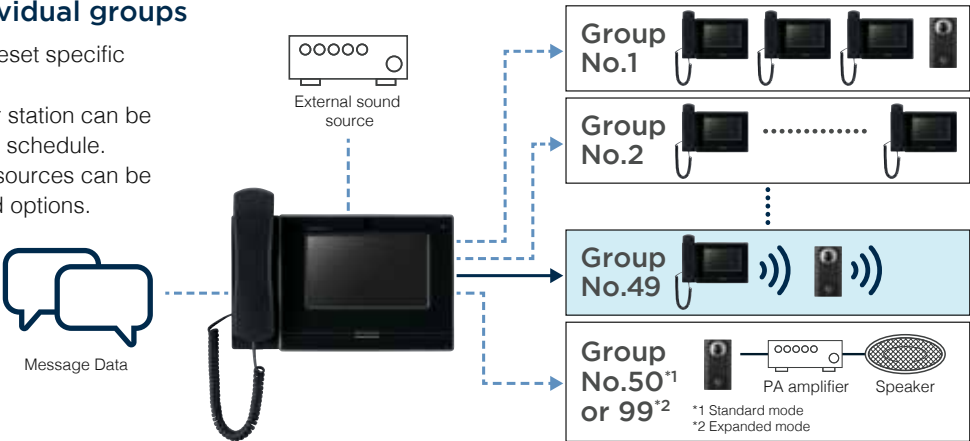 vidual groups
eset specific
station can be
schedule.
sources can be
d options.
External sound
source
Message Data
Group
No.1
Group
No.2
Group
No.49
Group
No.50*1
or 99*2
PA amplifier
Speaker
*1 Standard mode
*2 Expanded mode